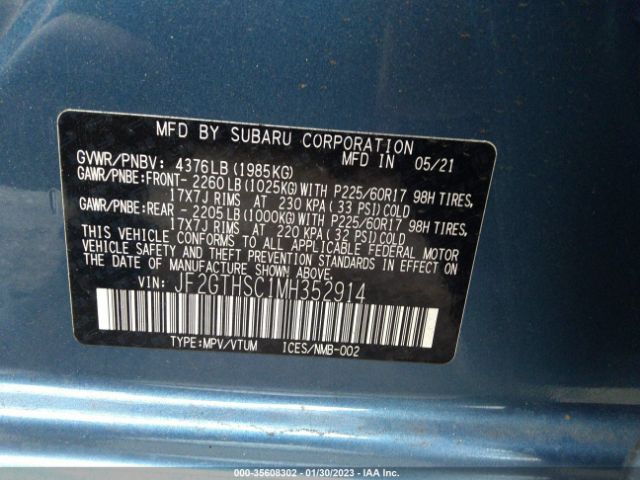 MFD BY SUBARU CORPORATION
GVWR/PNBV: 4376LB (1985KG) MFD IN 05/21
GAWR/PNBE:FRONT- 2260LB (1025KG) WITH P225/60R17 98H TIRES,
17X7J RIMS AT 230 KPA (33 PSI) COLD
GAWR/PNBE:REAR - 2205LB (1000KG) WITH P225/60R17 98H TIRES,
17X7J RIMS AT 220 KPA (32 PSI) COLD
THIS VEHICLE CONFORMS TO ALL APPLICABLE FEDERAL MOTOR
VEHICLE SAFETY AND THEFT PREVENTION STANDARDS IN EFFECT
ON THE DATE OF MANUFACTURE SHOWN ABOVE.
VIN: JF2GTHSC1MH352914
TYPE:MPV/VTUM ICES/NMB-002
000-35608302 - 01/30/2023 - IAA Inc.